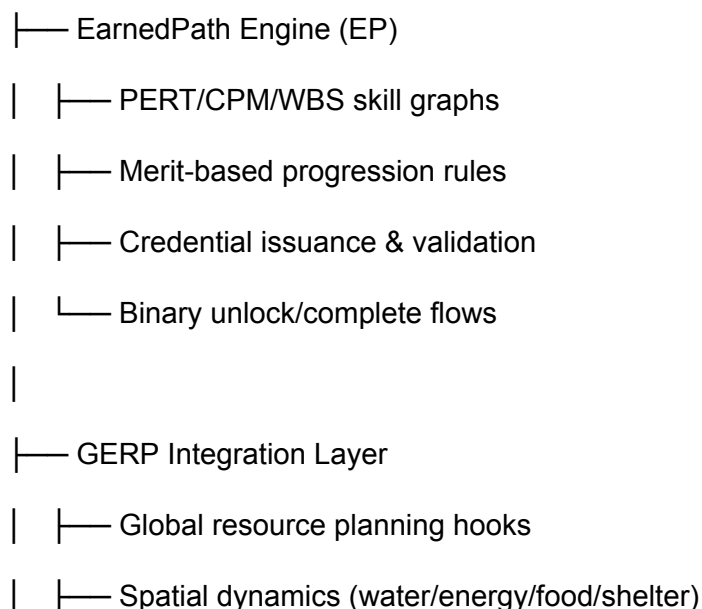 ├── EarnedPath Engine (EP)
│ ├── PERT/CPM/WBS skill graphs
│ ├── Merit-based progression rules
│ ├── Credential issuance & validation
│ └── Binary unlock/complete flows
│
├── GERP Integration Layer
│ ├── Global resource planning hooks
│ ├── Spatial dynamics (water/energy/food/shelter)